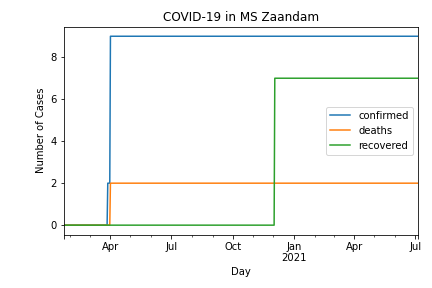 COVID-19 in MS Zaandam
Number of Cases
8
6
4
2
0
confirmed
deaths
recovered
Apr Jul Oct Jan Apr Jul
2021
Day